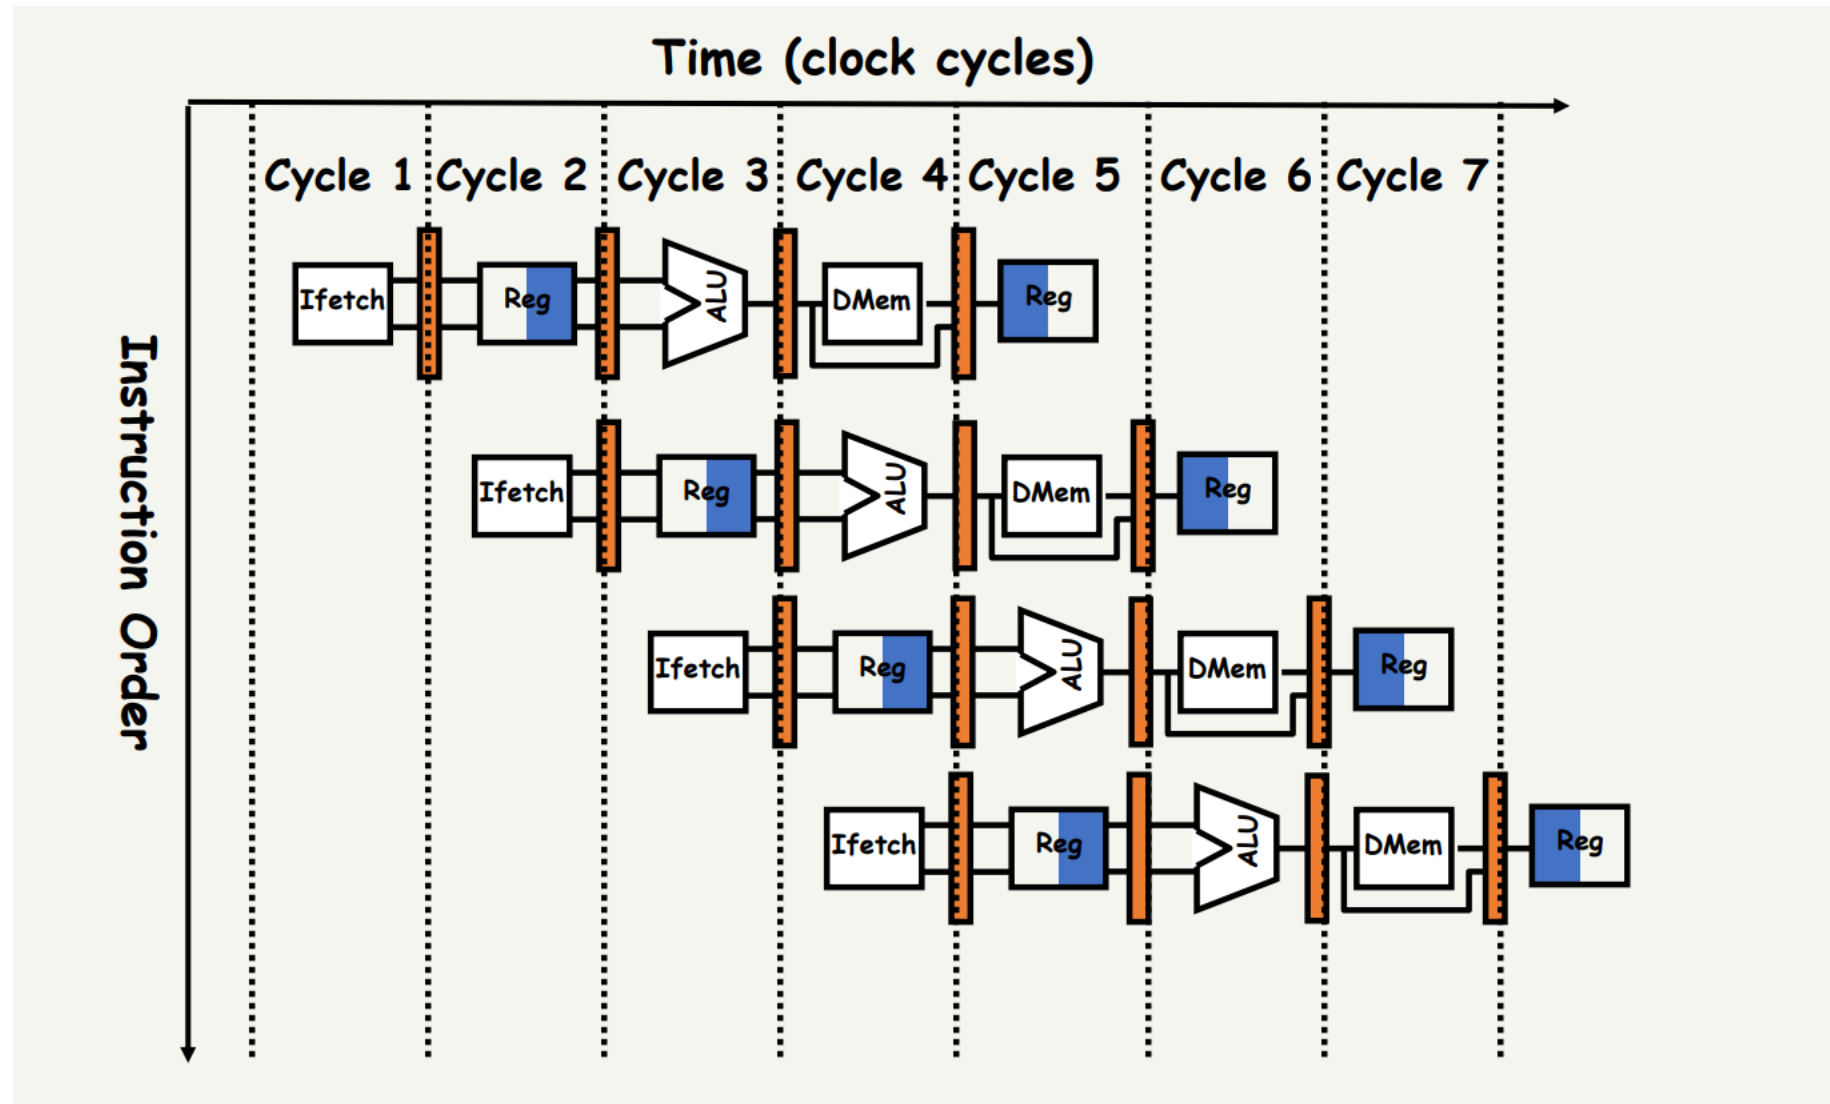 Time (clock cycles)
Cycle 1 Cycle 2 Cycle 3 Cycle 4 Cycle 5 Cycle 6 Cycle 7
Instruction Order
Ifetch Reg ALU DMem Reg
Ifetch Reg ALU DMem Reg
Ifetch Reg ALU DMem Reg
Ifetch Reg ALU DMem Reg